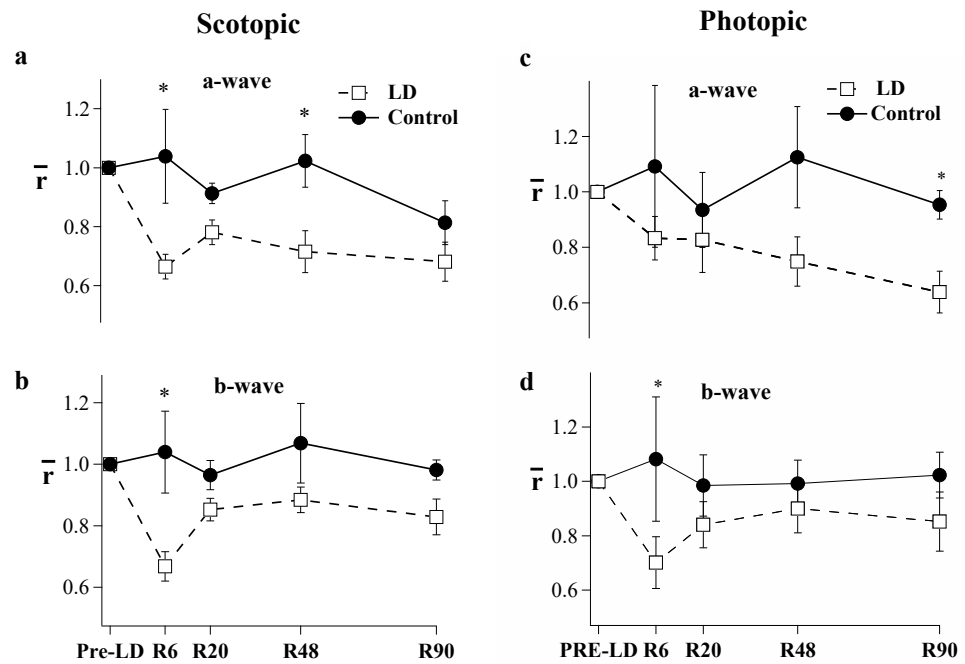 Scotopic
Photopic
a
a-wave
*
*
LD
Control
1.2
1.0
0.8
0.6
r̄
c
a-wave
LD
Control
*
1.2
1.0
0.8
0.6
r̄
b
b-wave
*
1.2
1.0
0.8
0.6
r̄
Pre-LD R6 R20 R48 R90
d
b-wave
*
1.2
1.0
0.8
0.6
r̄
PRE-LD R6 R20 R48 R90